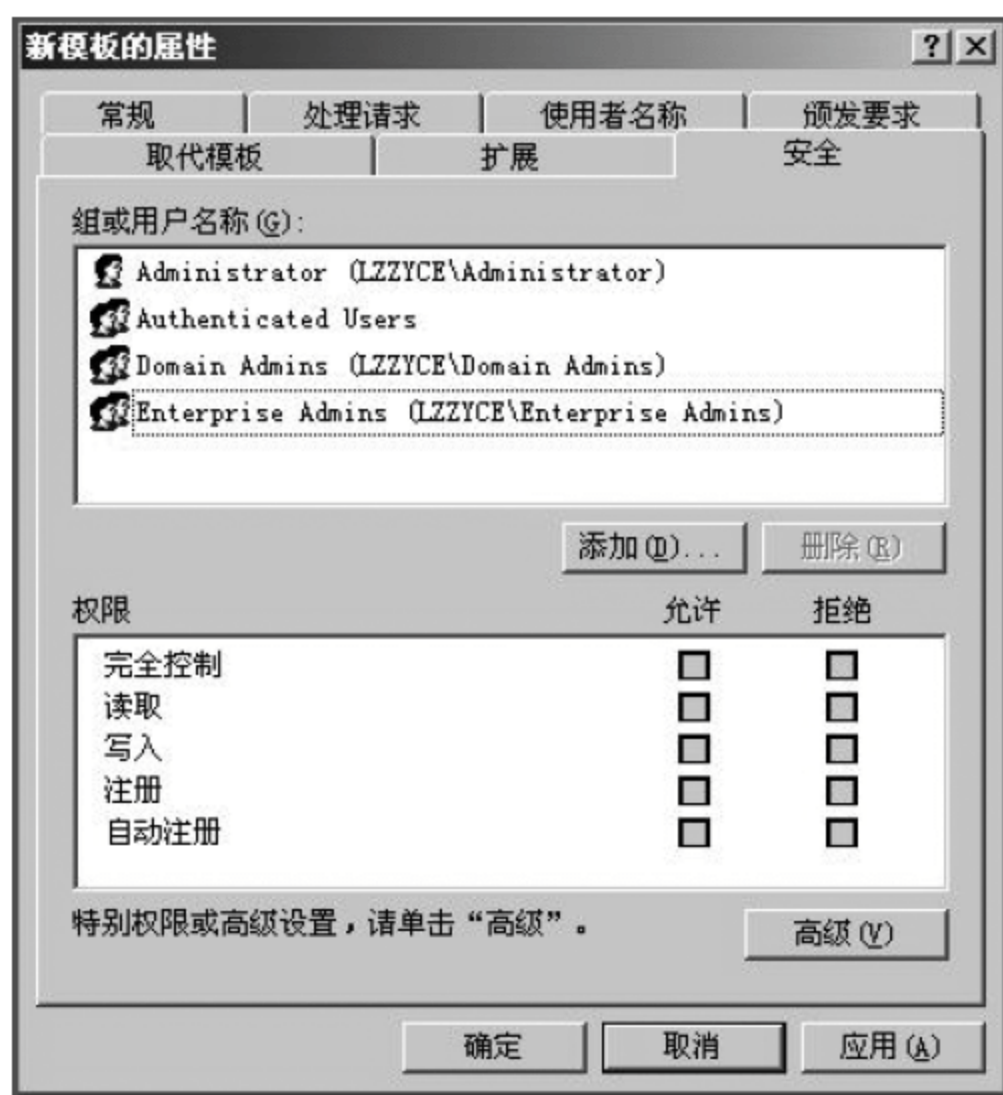 新模板的属性
常规 处理请求 使用者名称 颁发要求
取代模板 扩展 安全
组或用户名称(G):
Administrator (LZZYCE\Administrator)
Authenticated Users
Domain Admins (LZZYCE\Domain Admins)
Enterprise Admins (LZZYCE\Enterprise Admins)
添加(D)... 删除(R)
权限 允许 拒绝
完全控制
读取
写入
注册
自动注册
特别权限或高级设置，请单击“高级”。
高级(V)
确定 取消 应用(A)